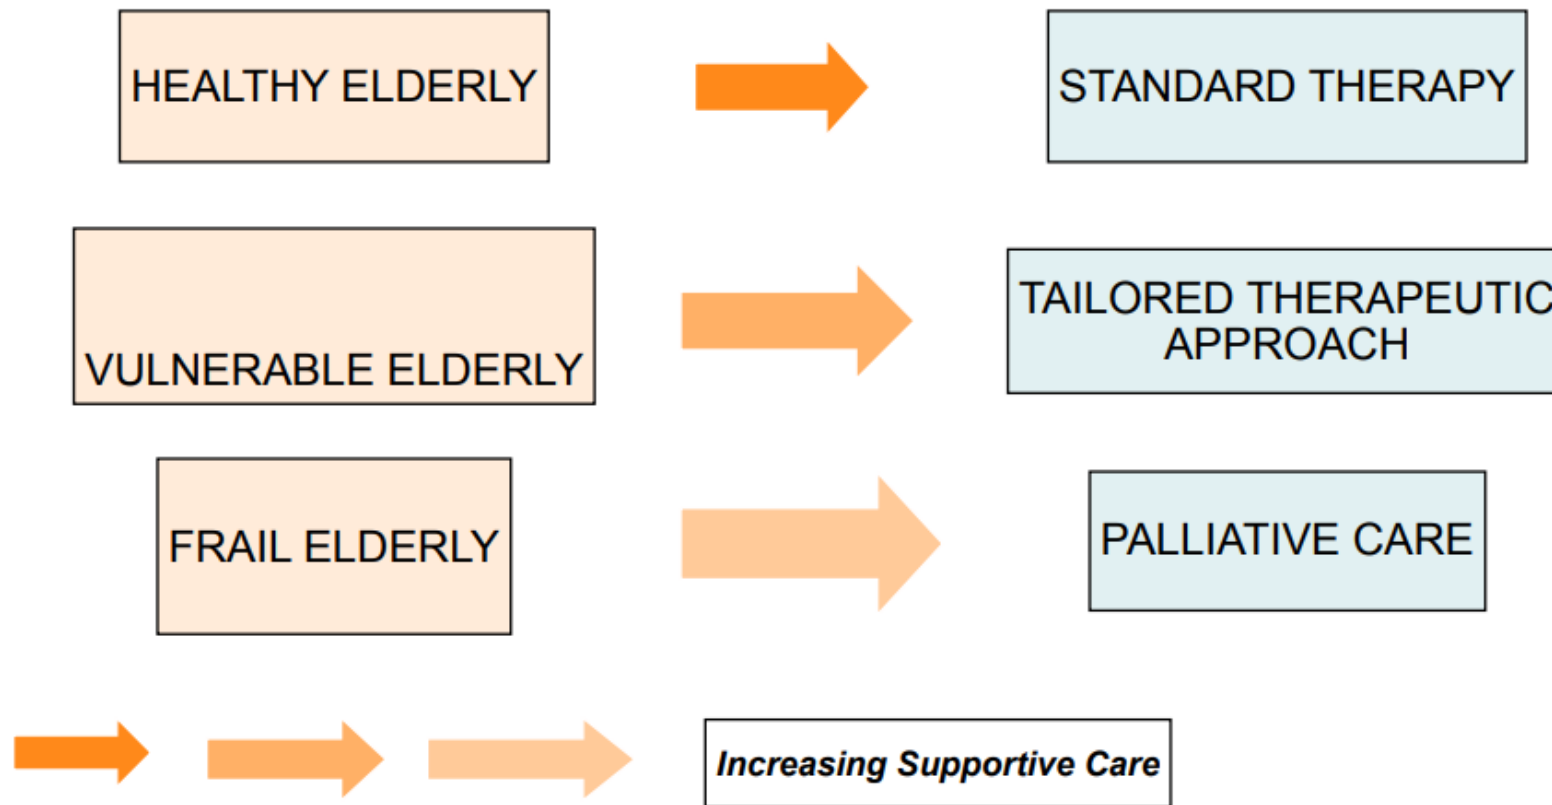 HEALTHY ELDERLY
STANDARD THERAPY
VULNERABLE ELDERLY
TAILORED THERAPEUTIC
APPROACH
FRAIL ELDERLY
PALLIATIVE CARE
Increasing Supportive Care